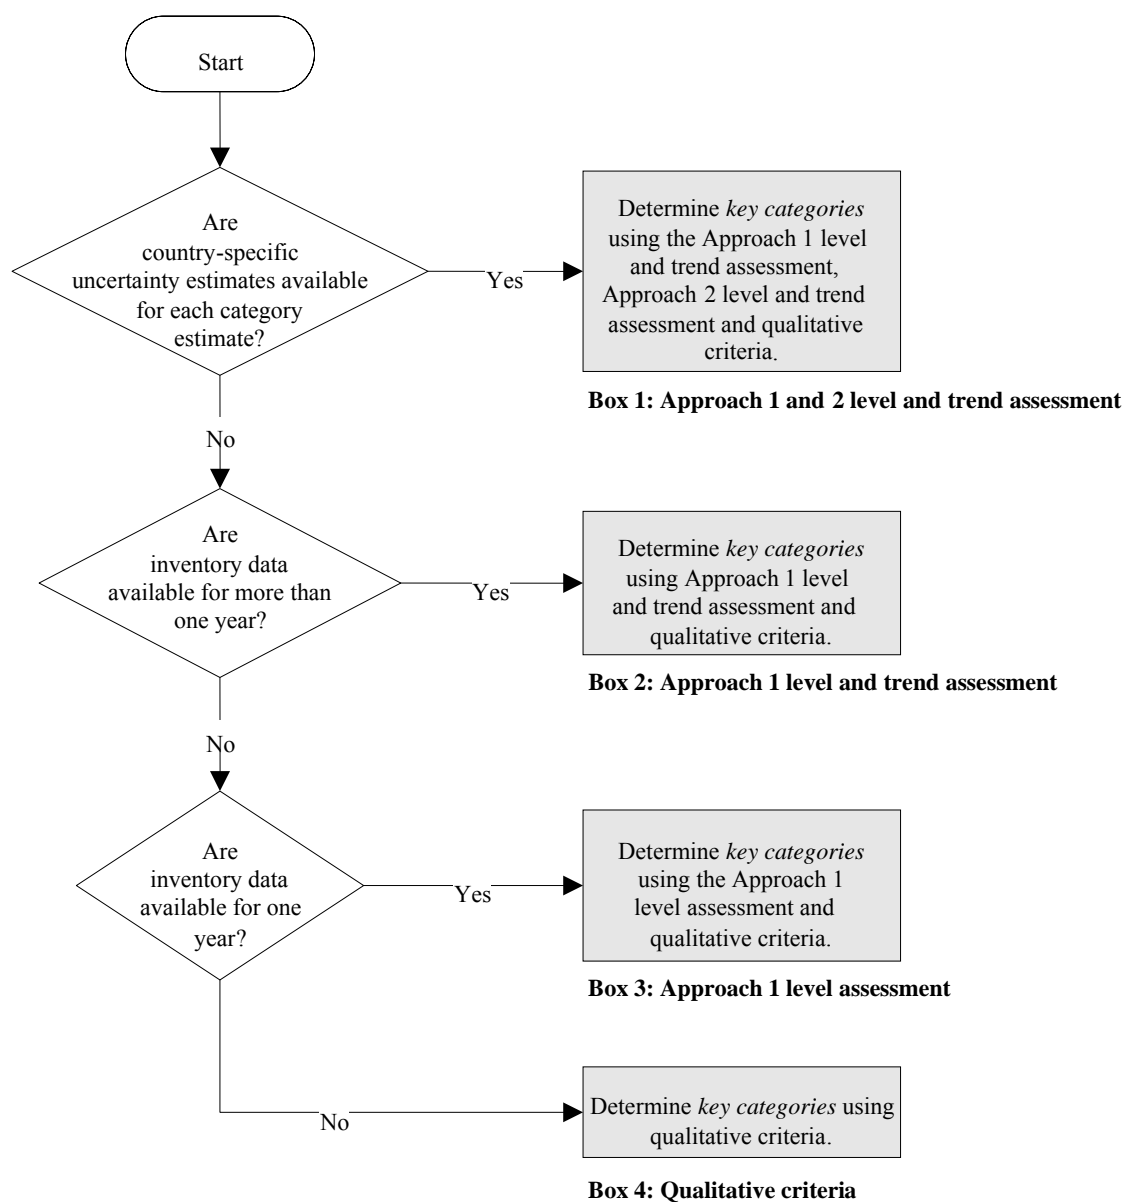 Start
Are
country-specific
uncertainty estimates available
for each category
estimate?
Yes
Determine key categories
using the Approach 1 level
and trend assessment,
Approach 2 level and trend
assessment and qualitative
criteria.
Box 1: Approach 1 and 2 level and trend assessment
No
Are
inventory data
available for more than
one year?
Yes
Determine key categories
using Approach 1 level
and trend assessment and
qualitative criteria.
Box 2: Approach 1 level and trend assessment
No
Are
inventory data
available for one
year?
Yes
Determine key categories
using the Approach 1
level assessment and
qualitative criteria.
Box 3: Approach 1 level assessment
No
Determine key categories using
qualitative criteria.
Box 4: Qualitative criteria